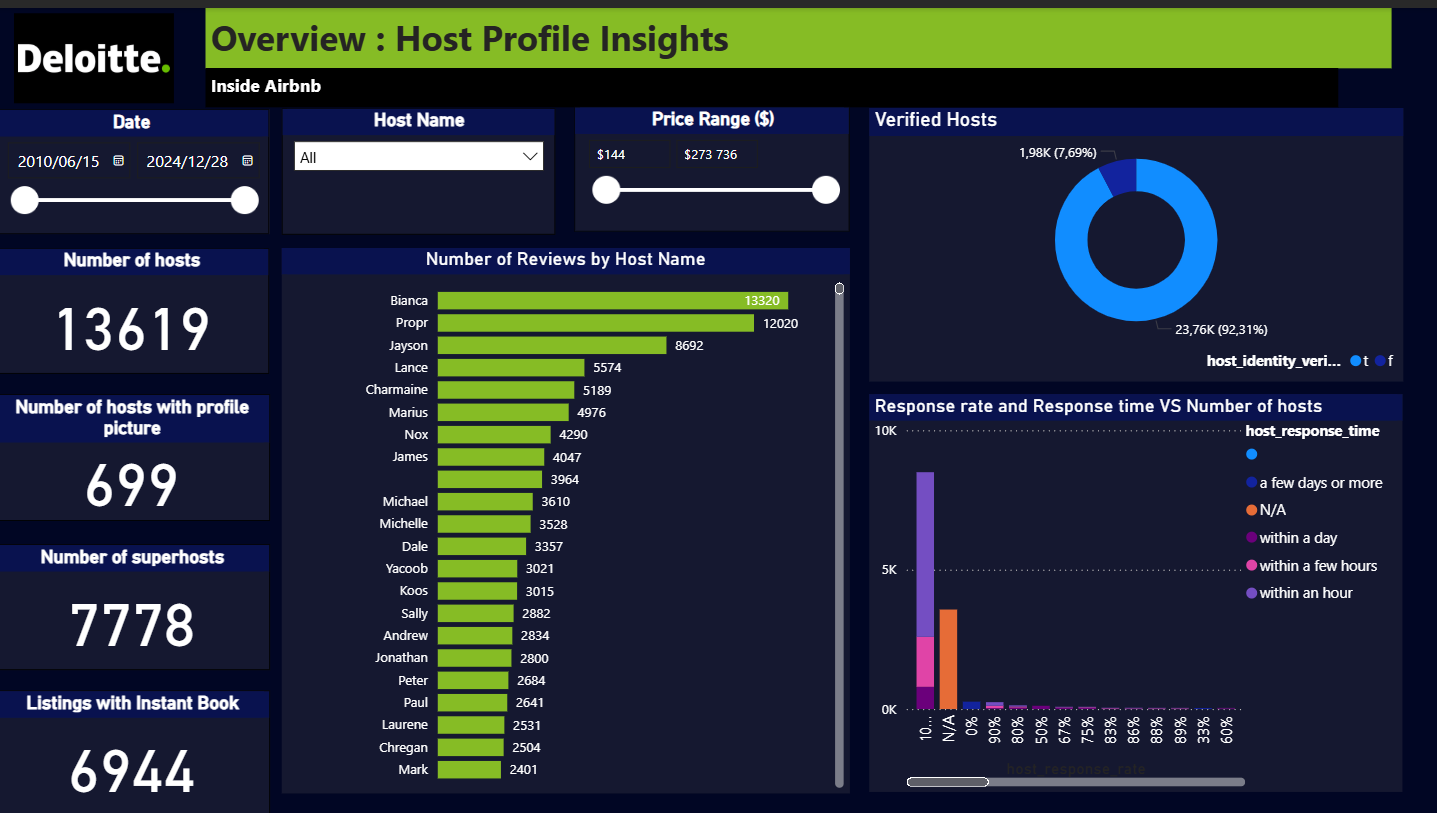 Deloitte.
Overview : Host Profile Insights
Inside Airbnb
Date
2010/06/15
2024/12/28
Host Name
All
Price Range ($)
$144
$273 736
Number of hosts
13619
Number of hosts with profile
picture
699
Number of superhosts
7778
Listings with Instant Book
6944
Number of Reviews by Host Name
Bianca 13320
Propr 12020
Jayson 8692
Lance 5574
Charmaine 5189
Marius 4976
Nox 4290
James 4047
3964
Michael 3610
Michelle 3528
Dale 3357
Yacoob 3021
Koos 3015
Sally 2882
Andrew 2834
Jonathan 2800
Peter 2684
Paul 2641
Laurene 2531
Chregan 2504
Mark 2401
Verified Hosts
1,98K (7,69%)
23,76K (92,31%)
host_identity_veri... t f
Response rate and Response time VS Number of hosts
10K
5K
0K
10...
N/A
0%
90%
80%
50%
67%
75%
83%
86%
88%
89%
33%
60%
host_response_rate
host_response_time
a few days or more
N/A
within a day
within a few hours
within an hour